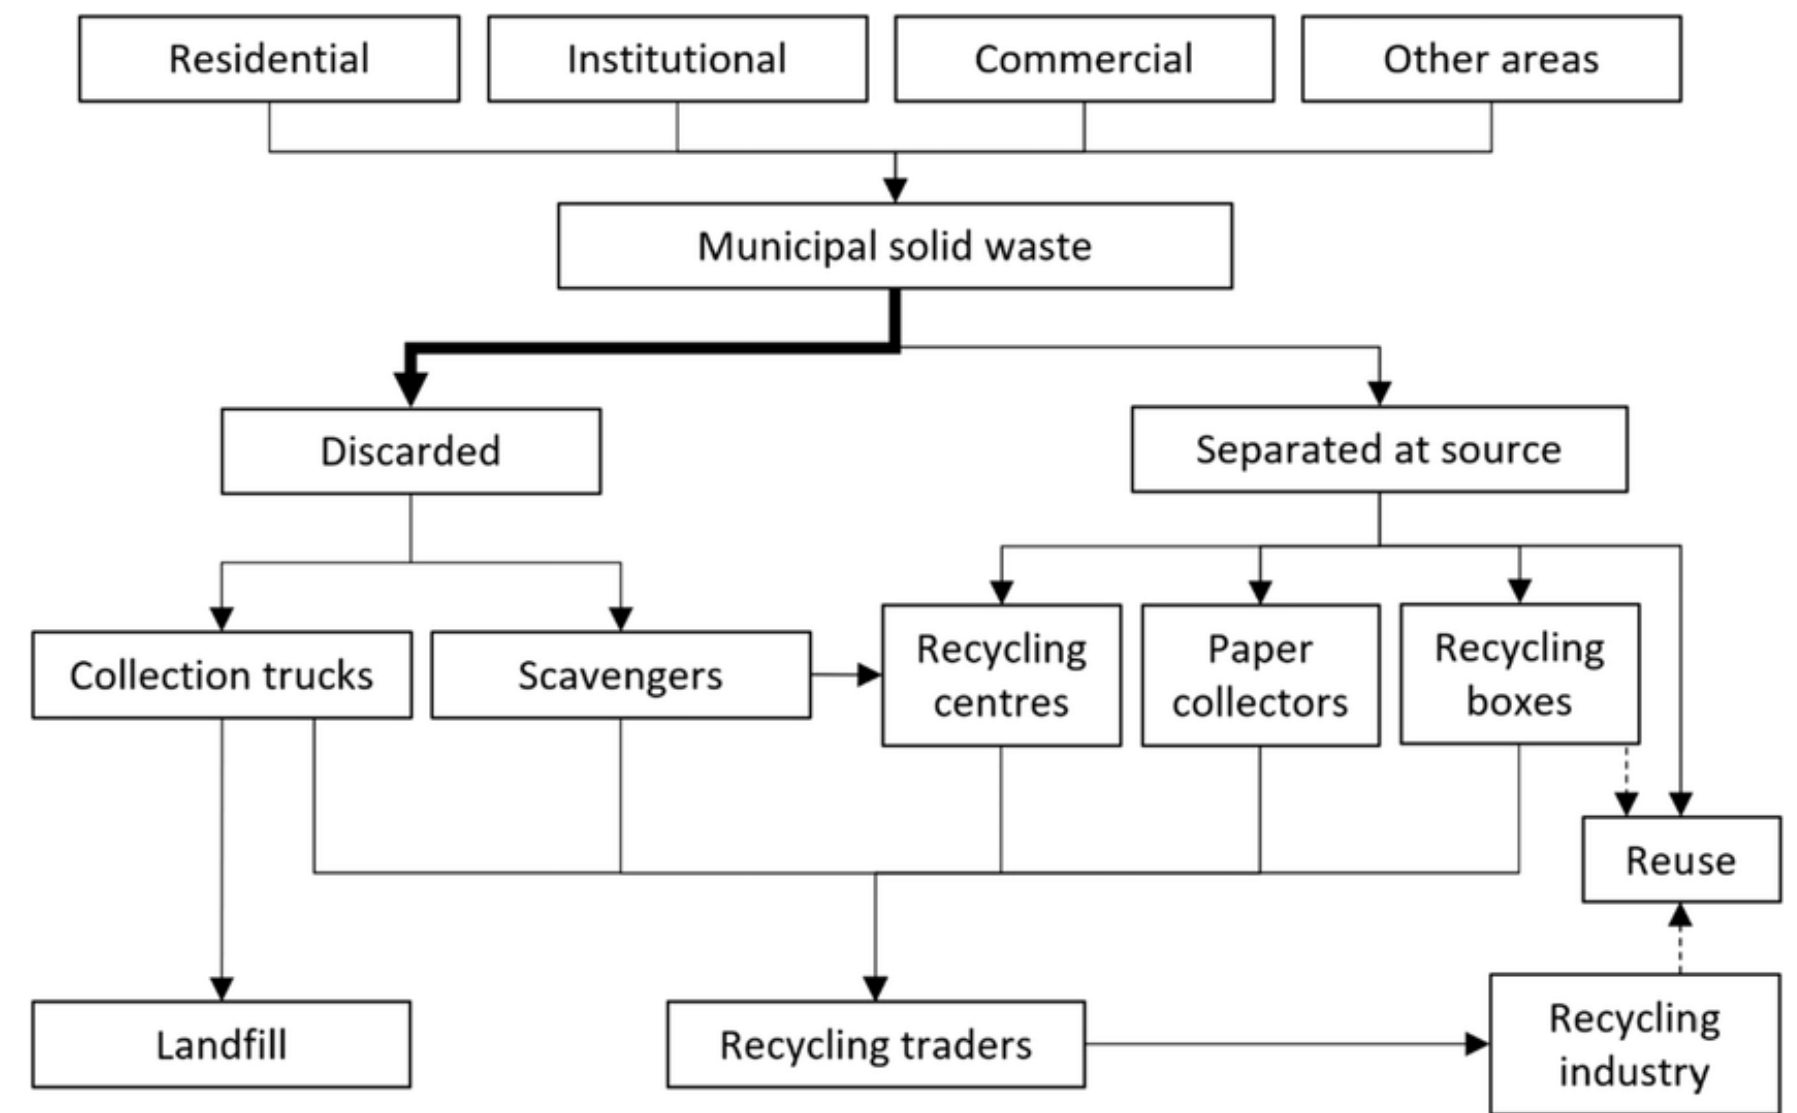 Residential
Institutional
Commercial
Other areas
Municipal solid waste
Discarded
Separated at source
Collection trucks
Scavengers
Recycling
centres
Paper
collectors
Recycling
boxes
Reuse
Landfill
Recycling traders
Recycling
industry